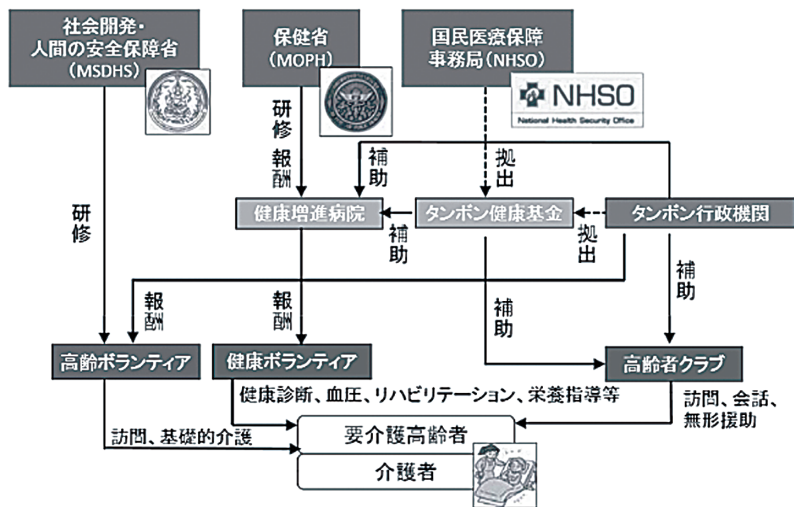 社会開発・
人間の安全保障省
(MSDHS)
保健省
(MOPH)
国民医療保障
事務局(NHSO)
NHSO
National Health Security Office
研修
研修
報酬
補助
拠出
健康増進病院
補助
タンボン健康基金
拠出
タンボン行政機関
報酬
報酬
補助
補助
高齢ボランティア
健康ボランティア
高齢者クラブ
健康診断、血圧、リハビリテーション、栄養指導等
訪問、会話、
無形援助
訪問、基礎的介護
要介護高齢者
介護者